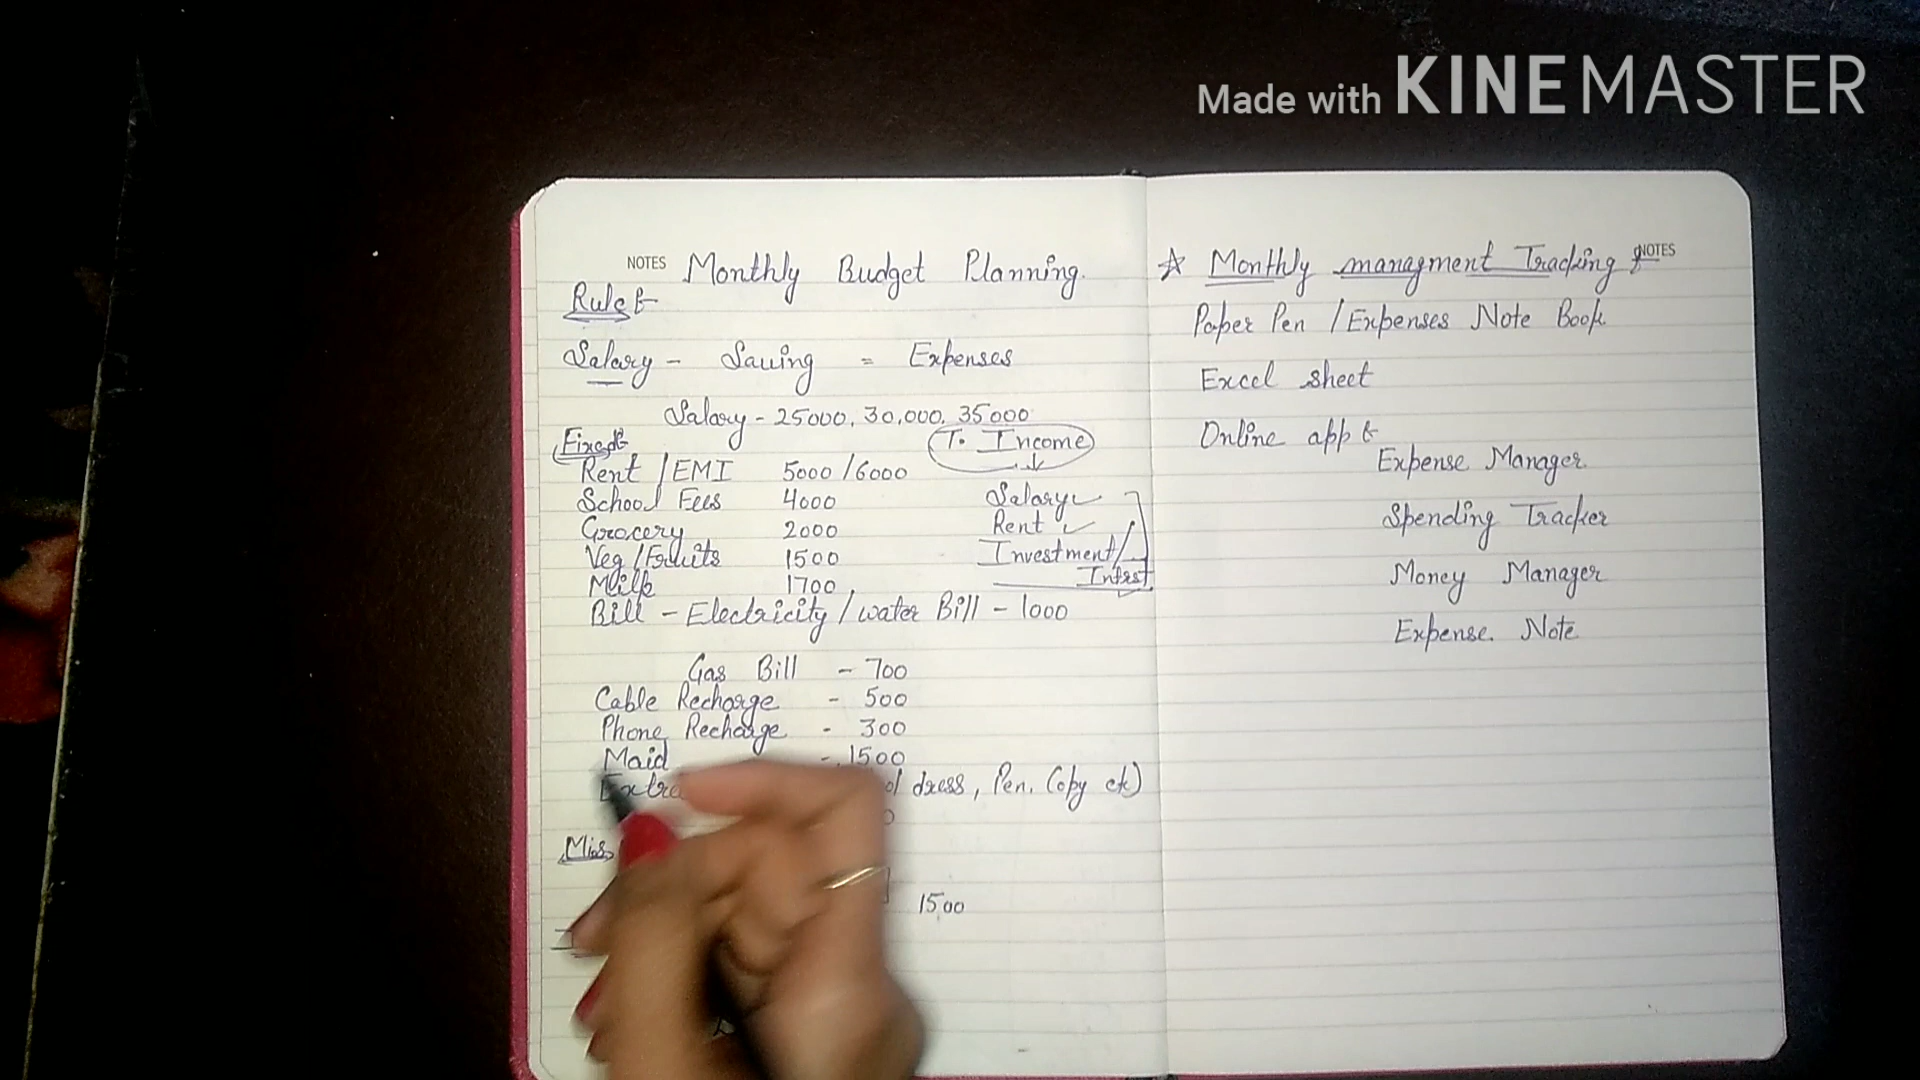 Made with KINEMASTER
NOTES Monthly Budget Planning.
Rule :-
Salary - Saving = Expenses
Salary - 25000, 30,000, 35000
Fixed :-
T. Income
Rent / EMI 5000 / 6000
School Fees 4000
Grocery 2000
Veg / Fruits 1500
Milk 1700
Salary
Rent
Investment /
Intrst
Bill - Electricity / water Bill - 1000
Gas Bill - 700
Cable Recharge - 500
Phone Recharge - 300
Maid - 1500
Extra dress, Pen, Copy etc)
Mis
1500
☆ Monthly managment Tracking :- NOTES
Paper Pen / Expenses Note Book
Excel sheet
Online app :-
Expense Manager
Spending Tracker
Money Manager
Expense. Note